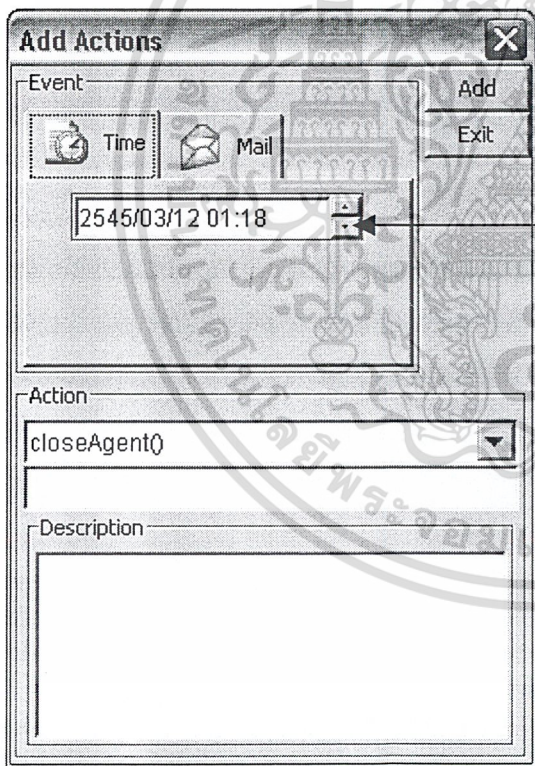 Add Actions
Event
Add
Exit
Time
Mail
2545/03/12 01:18
Action
closeAgent()
Description